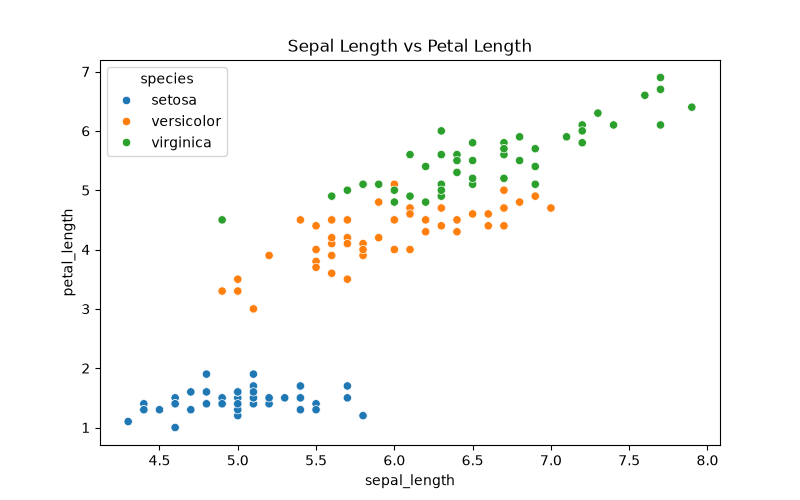 Sepal Length vs Petal Length
species
setosa
versicolor
virginica
petal_length
7
6
5
4
3
2
1
4.5 5.0 5.5 6.0 6.5 7.0 7.5 8.0
sepal_length